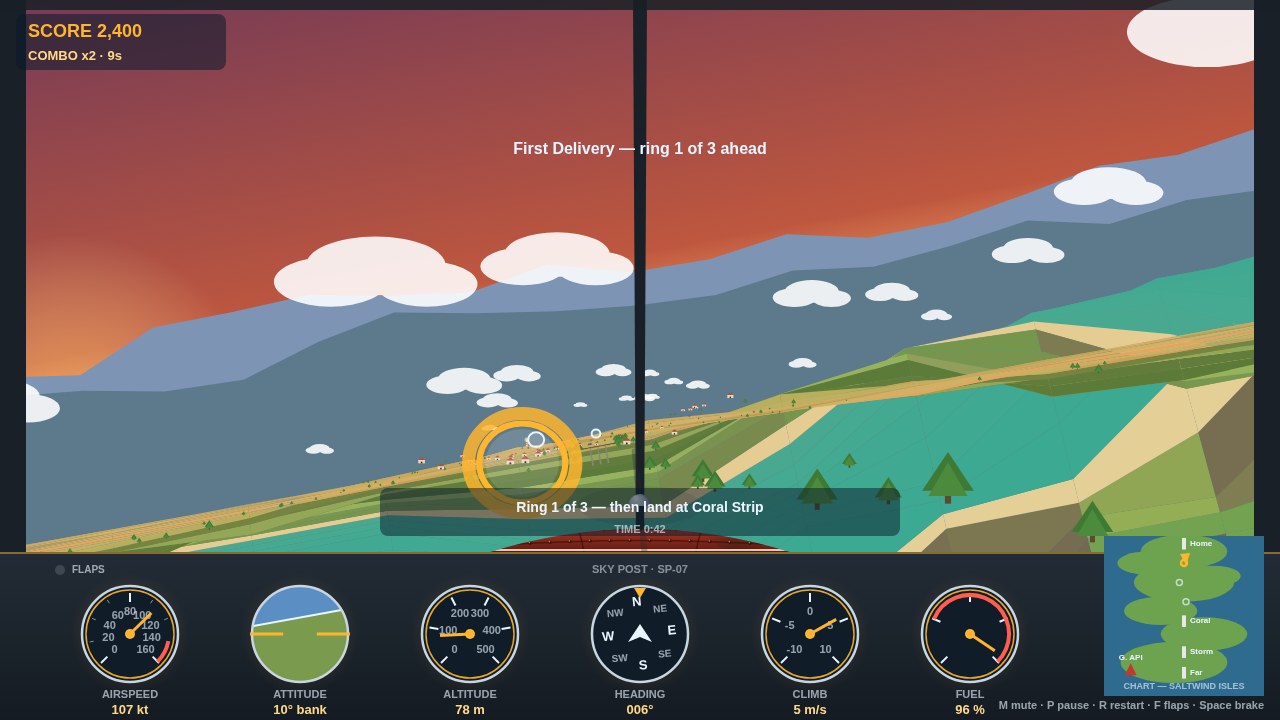 SCORE 2,400
COMBO x2 · 9s
First Delivery — ring 1 of 3 ahead
Ring 1 of 3 — then land at Coral Strip
TIME 0:42
FLAPS
SKY POST · SP-07
0 20 40 60 80 100 120 140 160
AIRSPEED
107 kt
ATTITUDE
10° bank
0 100 200 300 400 500
ALTITUDE
78 m
N NE E SE S SW W NW
HEADING
006°
-10 -5 0 5 10
CLIMB
5 m/s
FUEL
96 %
Home
Coral
Storm
G. API
Far
CHART — SALTWIND ISLES
M mute · P pause · R restart · F flaps · Space brake